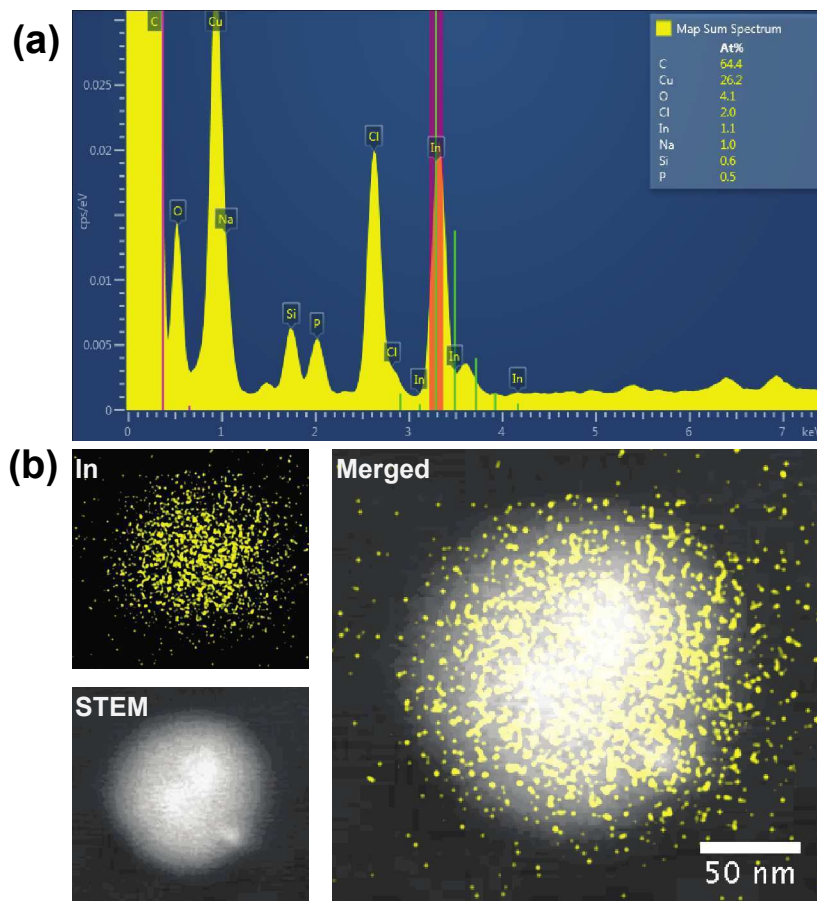 (a)
C
Cu
Map Sum Spectrum
At%
C 64.4
Cu 26.2
O 4.1
Cl 2.0
In 1.1
Na 1.0
Si 0.6
P 0.5
0.025
0.02
cps/eV
0.01
0.005
0
O
Na
Si
P
Cl
Cl
In
In
In
In
0 1 2 3 4 5 6 7 keV
(b)
In
STEM
Merged
50 nm